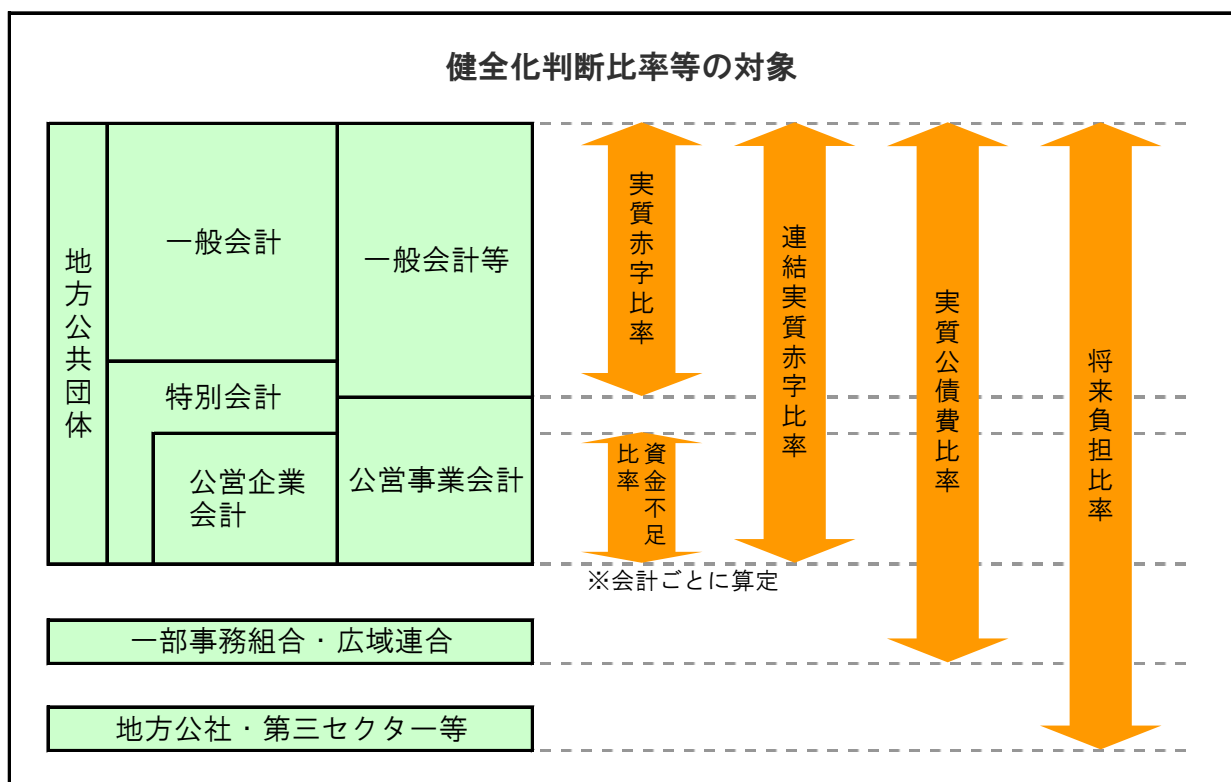 健全化判断比率等の対象
地方公共団体
一般会計
一般会計等
特別会計
公営企業
会計
公営事業会計
実質赤字比率
資金不足
比率
※会計ごとに算定
連結実質赤字比率
実質公債費比率
将来負担比率
一部事務組合・広域連合
地方公社・第三セクター等